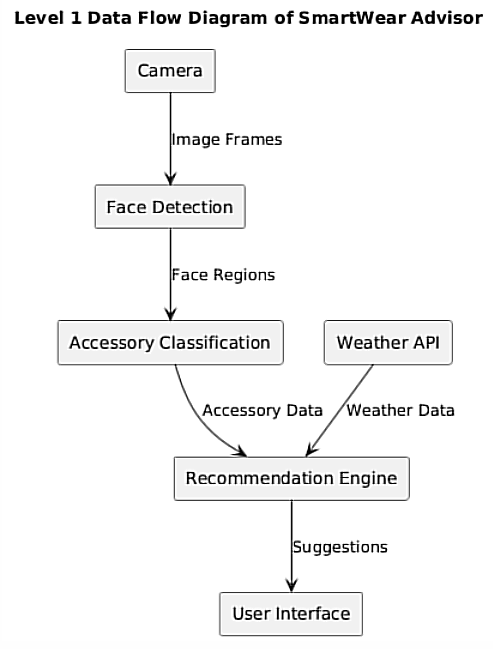 Level 1 Data Flow Diagram of SmartWear Advisor
Camera
Image Frames
Face Detection
Face Regions
Accessory Classification
Weather API
Accessory Data
Weather Data
Recommendation Engine
Suggestions
User Interface